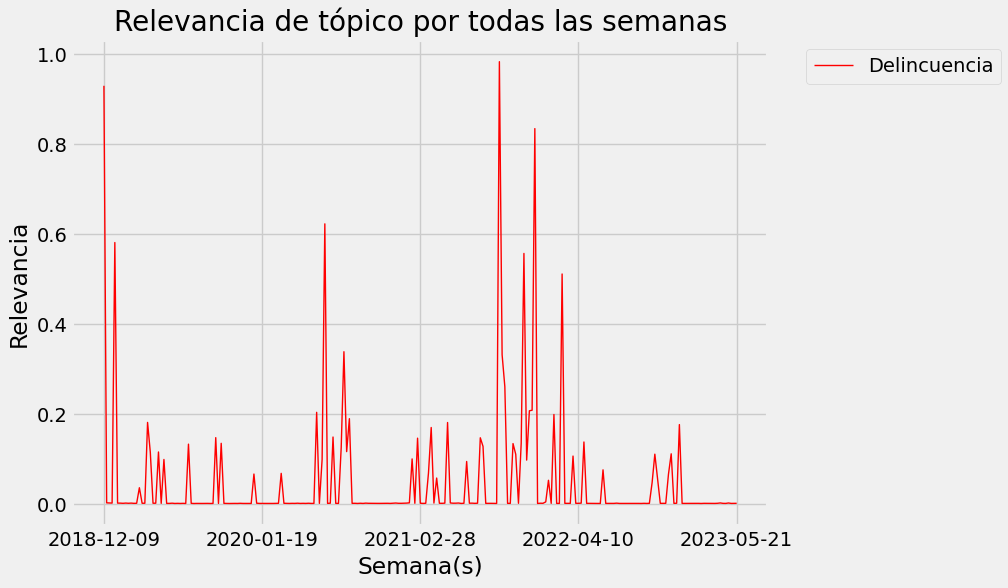 Relevancia de tópico por todas las semanas
Delincuencia
Relevancia
1.0
0.8
0.6
0.4
0.2
0.0
2018-12-09
2020-01-19
2021-02-28
2022-04-10
2023-05-21
Semana(s)